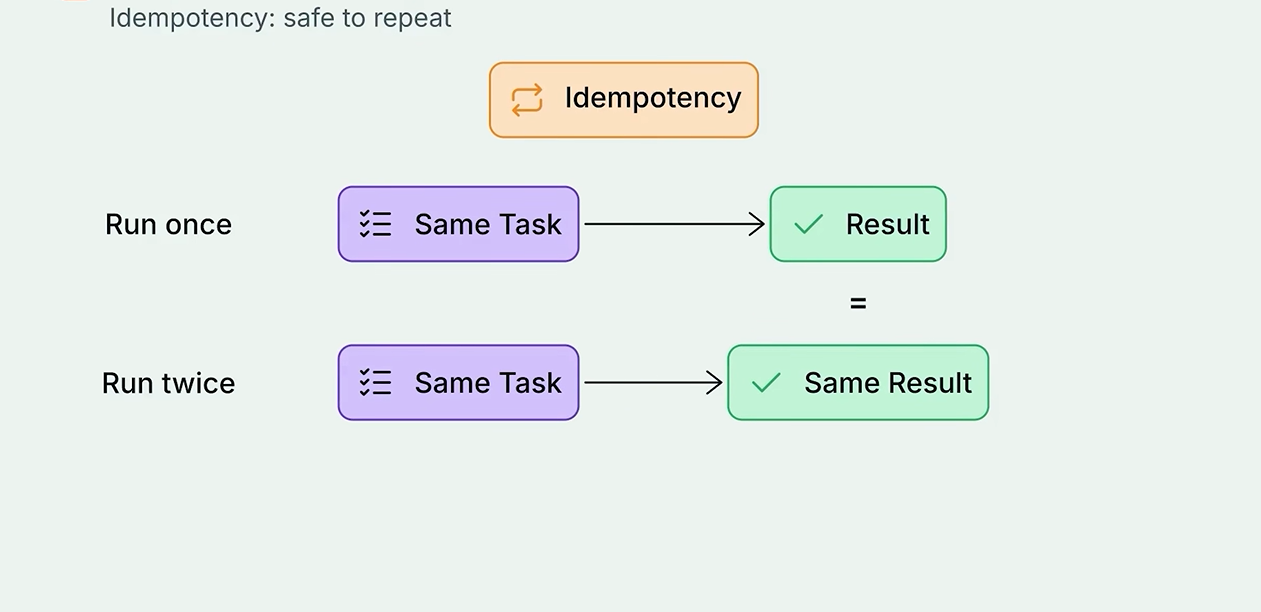 Idempotency: safe to repeat
Idempotency
Run once
Same Task
Result
=
Run twice
Same Task
Same Result